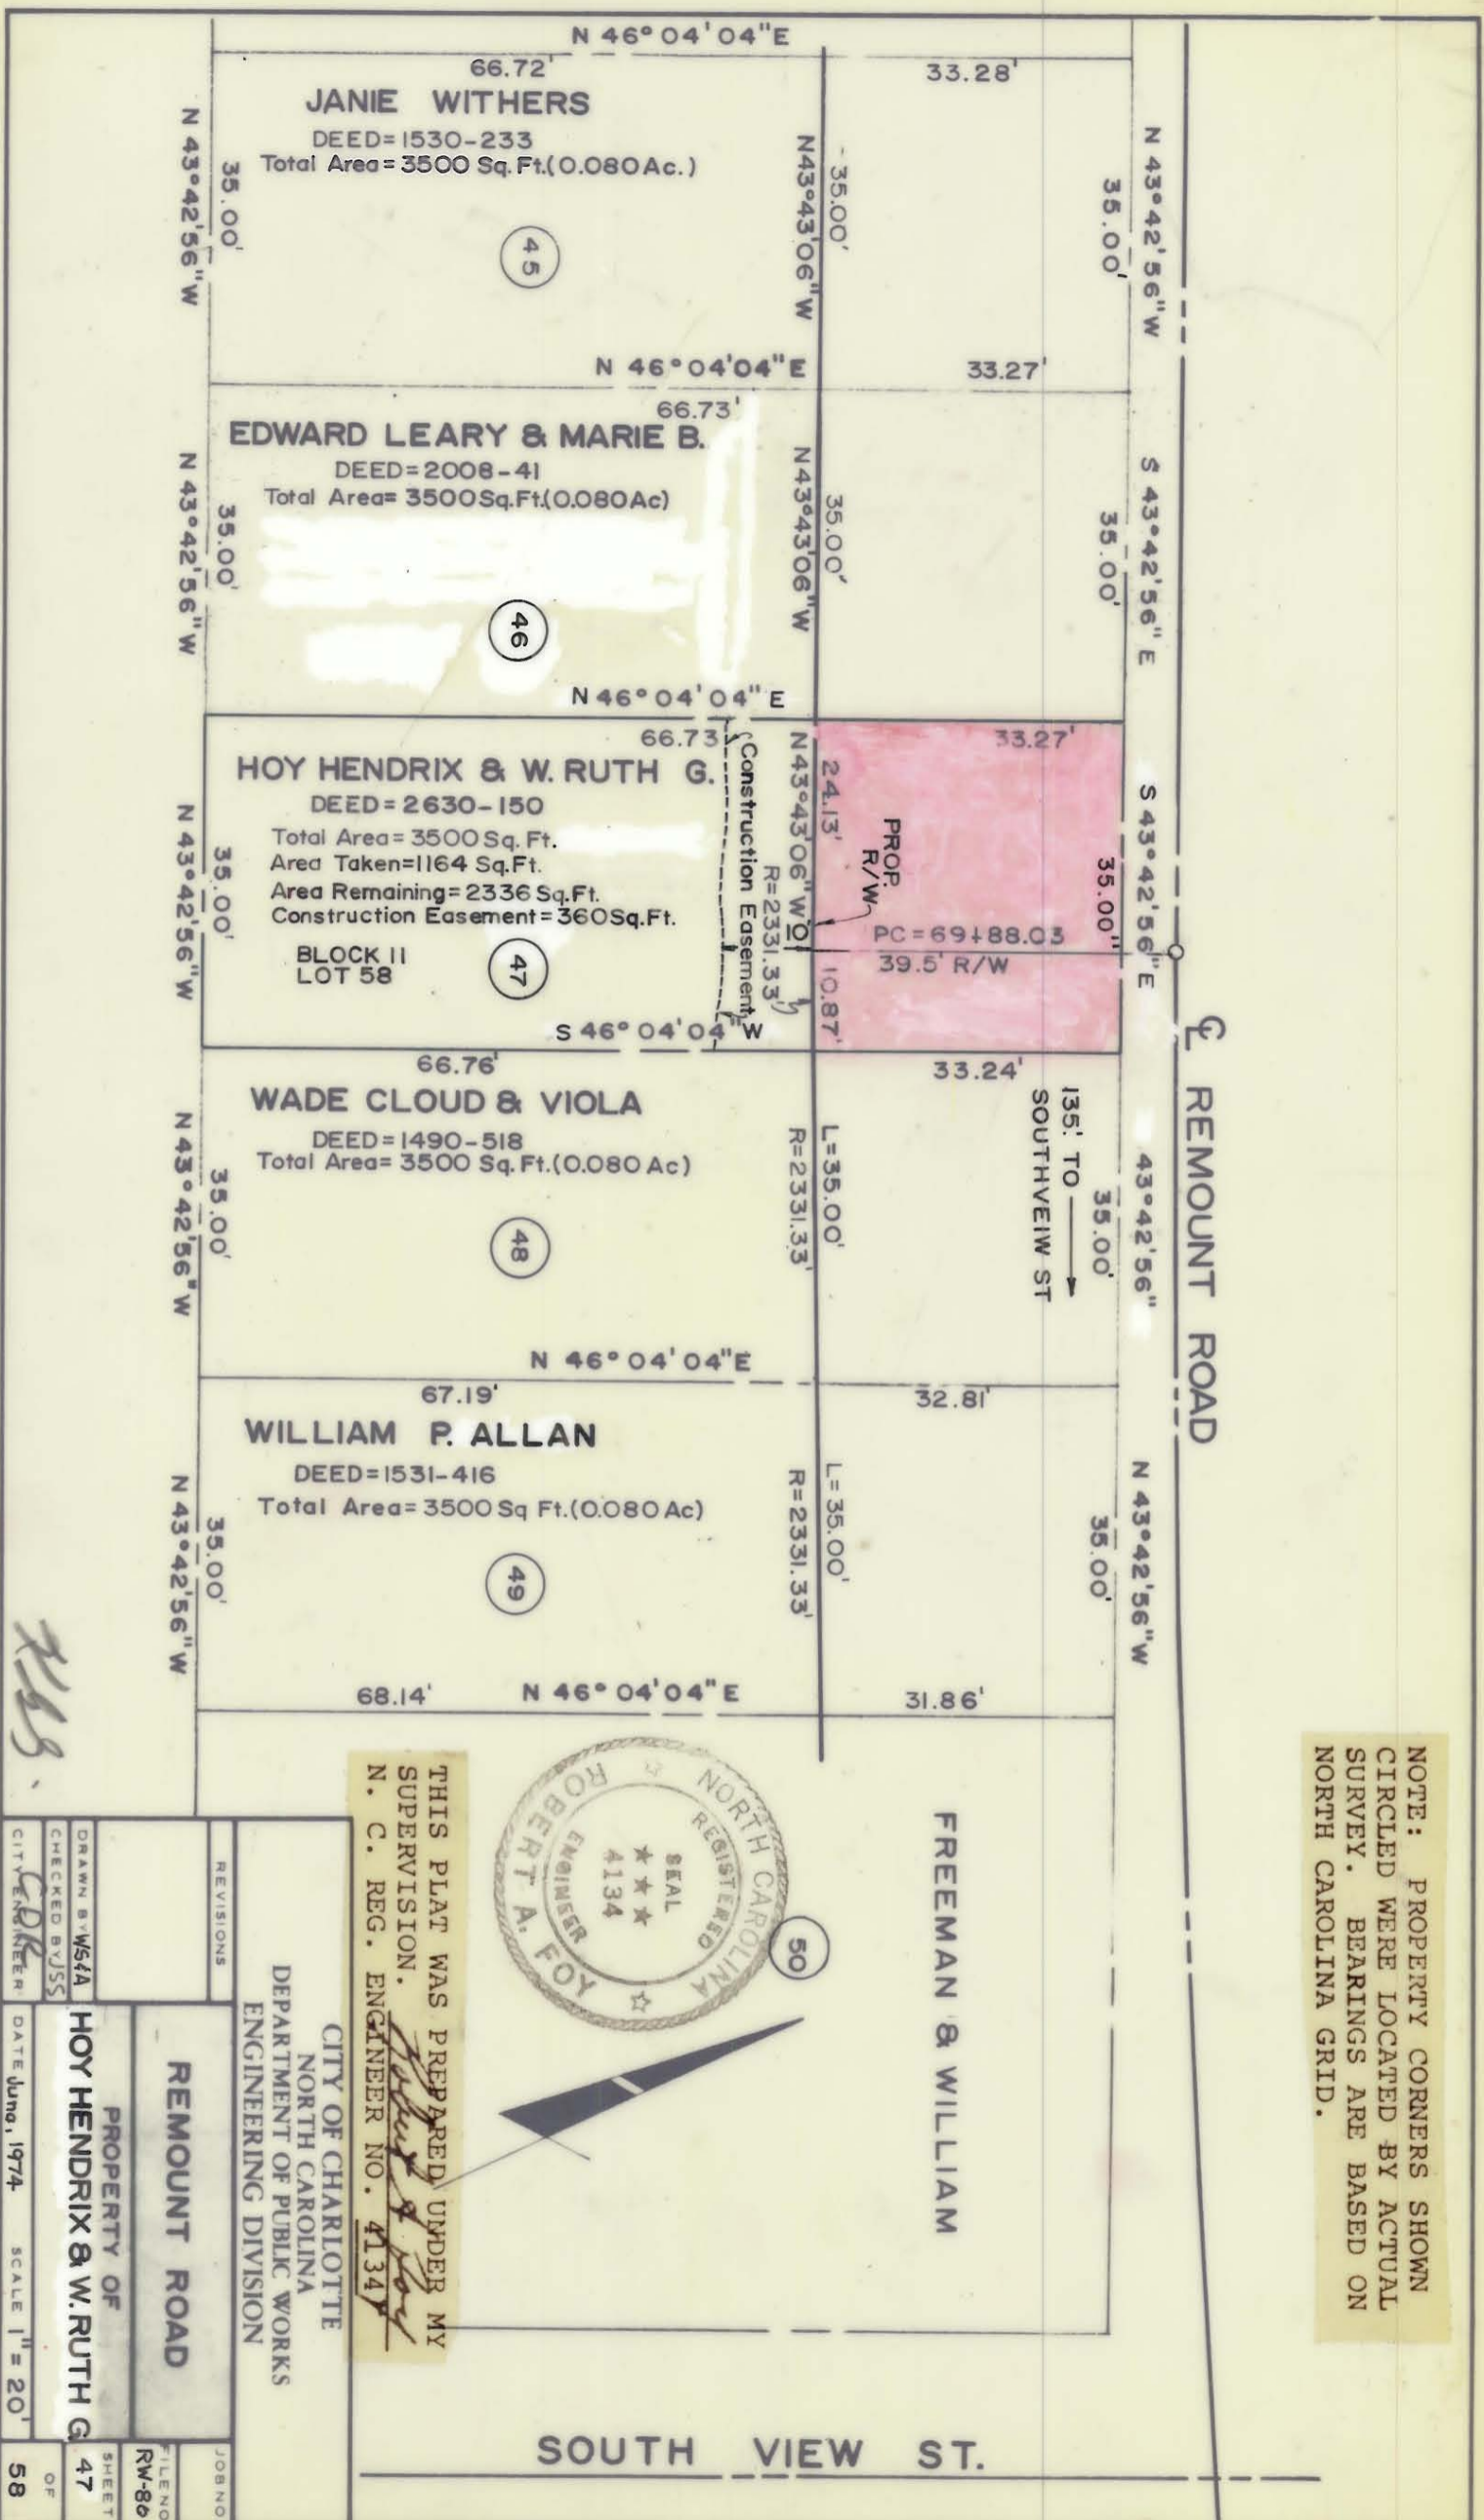 N 46° 04' 04" E
66.72'
33.28'
JANIE WITHERS
DEED=1530-233
Total Area=3500 Sq.Ft.(0.080Ac.)
45
N 43°42'56"W
35.00'
N43°43'06"W
35.00'
35.00'
N 43°42'56"W
N 46°04'04"E
33.27'
66.73'
EDWARD LEARY & MARIE B.
DEED=2008-41
Total Area= 3500Sq.Ft.(0.080Ac)
46
N 43°42'56"W
35.00'
N43°43'06"W
35.00'
35.00'
S 43°42'56"E
N 46°04'04" E
66.73'
33.27'
HOY HENDRIX & W. RUTH G.
DEED=2630-150
Total Area=3500Sq. Ft.
Area Taken=1164 Sq.Ft.
Area Remaining=2336Sq.Ft.
Construction Easement=360Sq.Ft.
BLOCK 11
LOT 58
47
N 43°42'56"W
35.00'
Construction Easement
R=2331.33'
N43°43'06"W
10
24.13'
10.87'
PROP.
R/W
PC=69+88.03
39.5' R/W
35.00"
S 43°42'56"E
S 46°04'04"W
66.76'
33.24'
WADE CLOUD & VIOLA
DEED=1490-518
Total Area= 3500 Sq. Ft.(0.080 Ac)
48
N 43°42'56"W
35.00'
R=2331.33'
L=35.00'
135.' TO
SOUTHVEIW ST
35.00'
43°42'56"
℄ REMOUNT ROAD
N 46°04'04"E
67.19'
32.81'
WILLIAM P. ALLAN
DEED=1531-416
Total Area=3500Sq Ft.(0.080Ac)
49
N 43°42'56"W
35.00'
R=2331.33'
L=35.00'
35.00'
N 43°42'56"W
68.14'
N 46°04'04"E
31.86'
FREEMAN & WILLIAM
50
NORTH CAROLINA
REGISTERED
SEAL
4134
ENGINEER
ROBERT A. FOY
NOTE: PROPERTY CORNERS SHOWN
CIRCLED WERE LOCATED BY ACTUAL
SURVEY. BEARINGS ARE BASED ON
NORTH CAROLINA GRID.
THIS PLAT WAS PREPARED UNDER MY
SUPERVISION.
Robert A Foy
N. C. REG. ENGINEER NO. 4134
SOUTH VIEW ST.
CITY OF CHARLOTTE
NORTH CAROLINA
DEPARTMENT OF PUBLIC WORKS
ENGINEERING DIVISION
REVISIONS
REMOUNT ROAD
JOB NO
FILE NO
RW-86
PROPERTY OF
HOY HENDRIX & W. RUTH G
SHEET
47
OF
58
DRAWN BY WS&A
CHECKED BY JSS
CITY ENGINEER
DATE June, 1974
SCALE 1"=20'